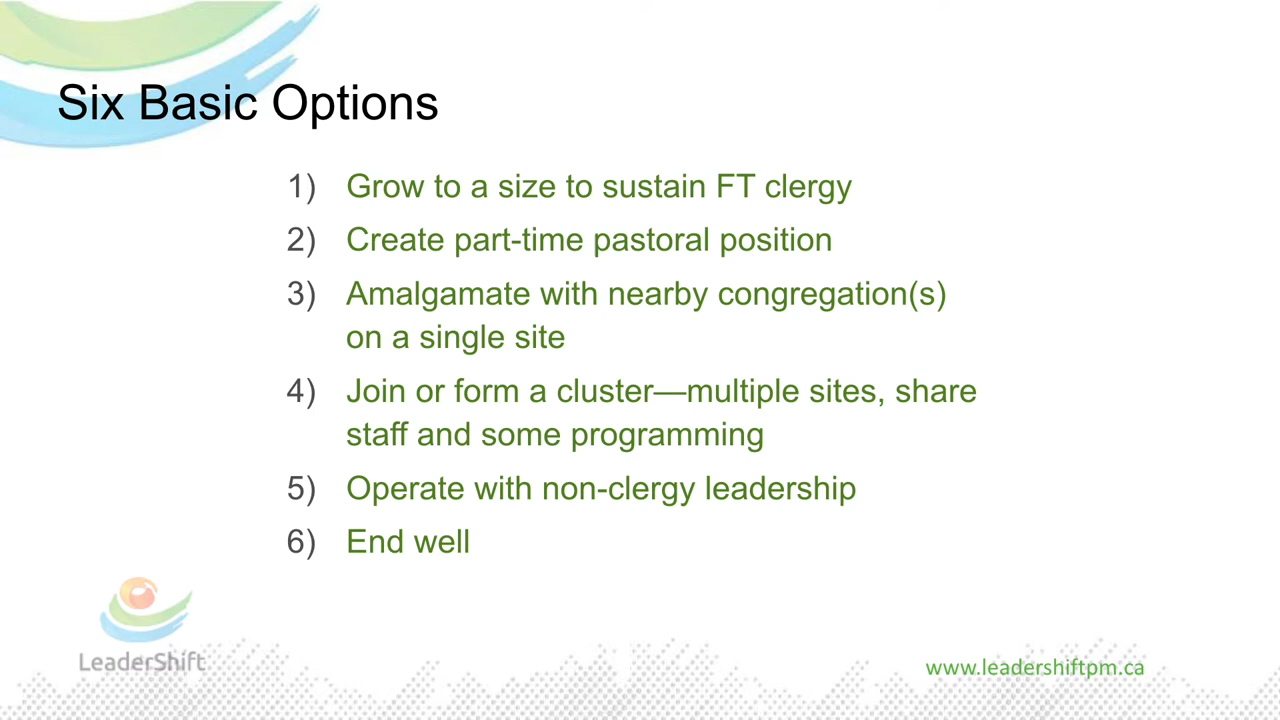 Six Basic Options
1) Grow to a size to sustain FT clergy
2) Create part-time pastoral position
3) Amalgamate with nearby congregation(s)
on a single site
4) Join or form a cluster—multiple sites, share
staff and some programming
5) Operate with non-clergy leadership
6) End well
LeaderShift
www.leadershiftpm.ca